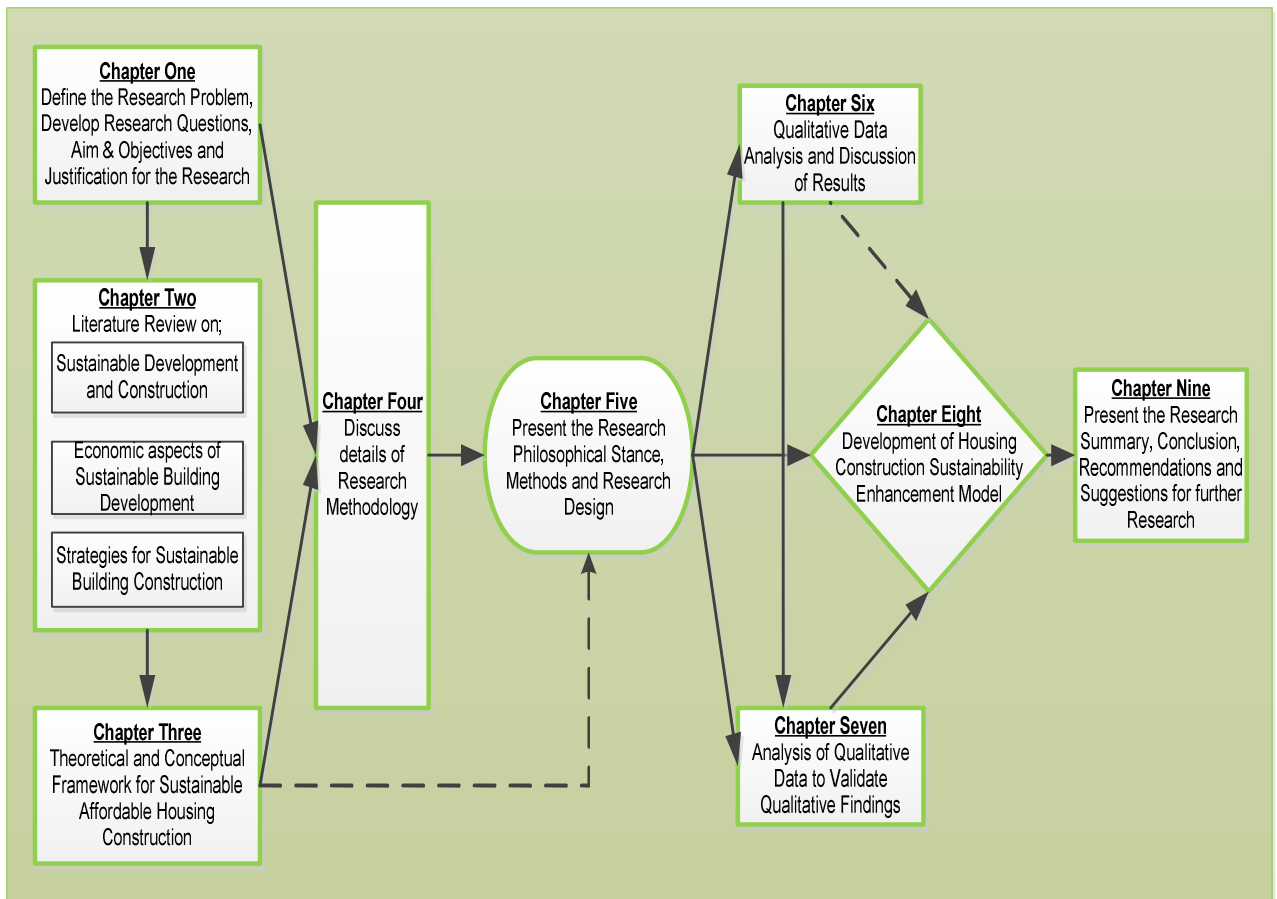 Chapter One
Define the Research Problem,
Develop Research Questions,
Aim & Objectives and
Justification for the Research
Chapter Two
Literature Review on;
Sustainable Development
and Construction
Economic aspects of
Sustainable Building
Development
Strategies for Sustainable
Building Construction
Chapter Three
Theoretical and Conceptual
Framework for Sustainable
Affordable Housing
Construction
Chapter Four
Discuss
details of
Research
Methodology
Chapter Five
Present the Research
Philosophical Stance,
Methods and Research
Design
Chapter Six
Qualitative Data
Analysis and Discussion
of Results
Chapter Seven
Analysis of Qualitative
Data to Validate
Qualitative Findings
Chapter Eight
Development of Housing
Construction Sustainability
Enhancement Model
Chapter Nine
Present the Research
Summary, Conclusion,
Recommendations and
Suggestions for further
Research